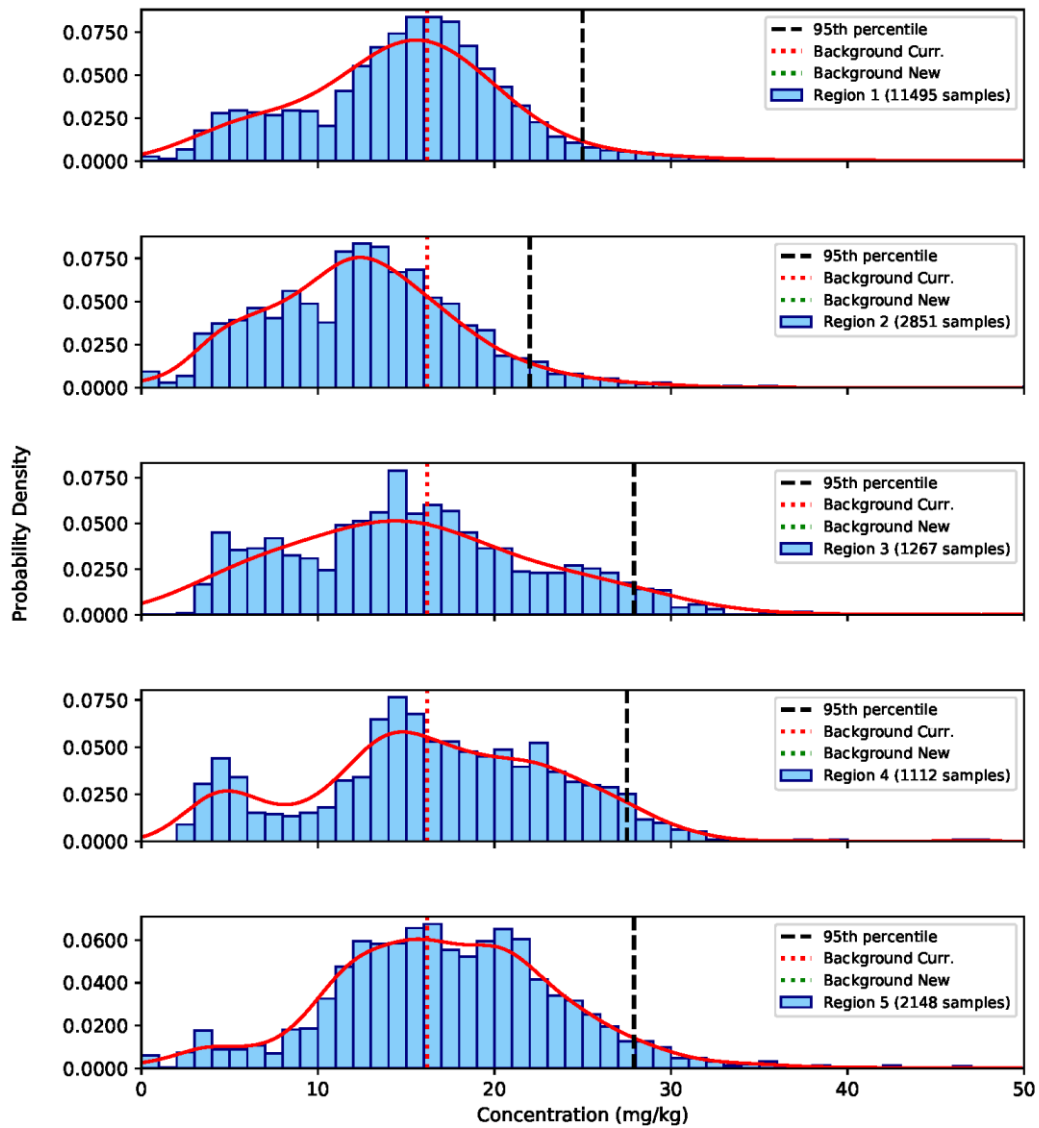 0.0750
0.0500
0.0250
0.0000
95th percentile
Background Curr.
Background New
Region 1 (11495 samples)
0.0750
0.0500
0.0250
0.0000
95th percentile
Background Curr.
Background New
Region 2 (2851 samples)
Probability Density
0.0750
0.0500
0.0250
0.0000
95th percentile
Background Curr.
Background New
Region 3 (1267 samples)
0.0750
0.0500
0.0250
0.0000
95th percentile
Background Curr.
Background New
Region 4 (1112 samples)
0.0600
0.0400
0.0200
0.0000
95th percentile
Background Curr.
Background New
Region 5 (2148 samples)
0 10 20 30 40 50
Concentration (mg/kg)